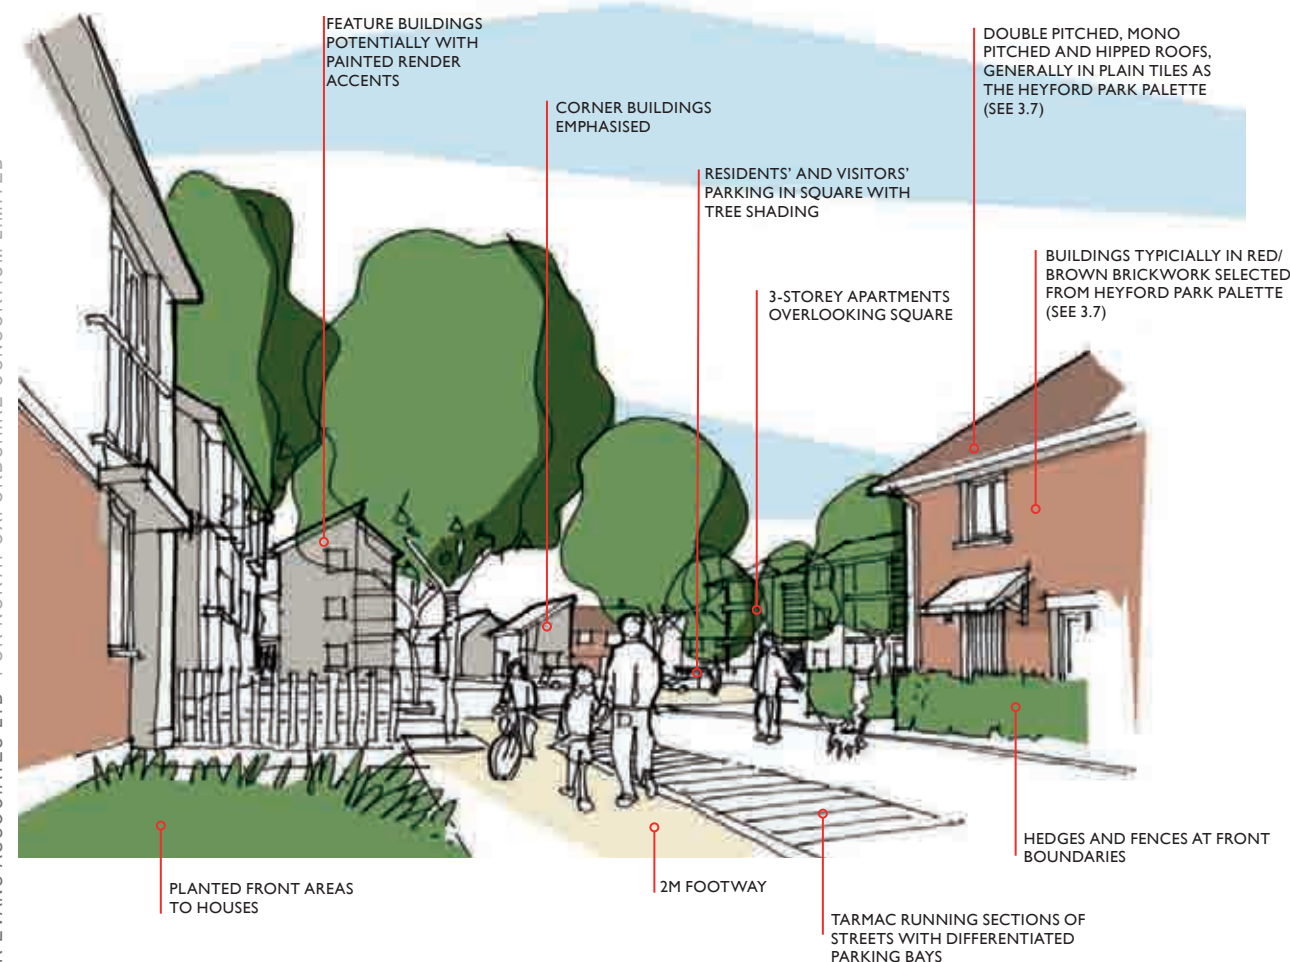 FEATURE BUILDINGS
POTENTIALLY WITH
PAINTED RENDER
ACCENTS
CORNER BUILDINGS
EMPHASISED
RESIDENTS' AND VISITORS'
PARKING IN SQUARE WITH
TREE SHADING
3-STOREY APARTMENTS
OVERLOOKING SQUARE
DOUBLE PITCHED, MONO
PITCHED AND HIPPED ROOFS,
GENERALLY IN PLAIN TILES AS
THE HEYFORD PARK PALETTE
(SEE 3.7)
BUILDINGS TYPICIALLY IN RED/
BROWN BRICKWORK SELECTED
FROM HEYFORD PARK PALETTE
(SEE 3.7)
HEDGES AND FENCES AT FRONT
BOUNDARIES
PLANTED FRONT AREAS
TO HOUSES
2M FOOTWAY
TARMAC RUNNING SECTIONS OF
STREETS WITH DIFFERENTIATED
PARKING BAYS